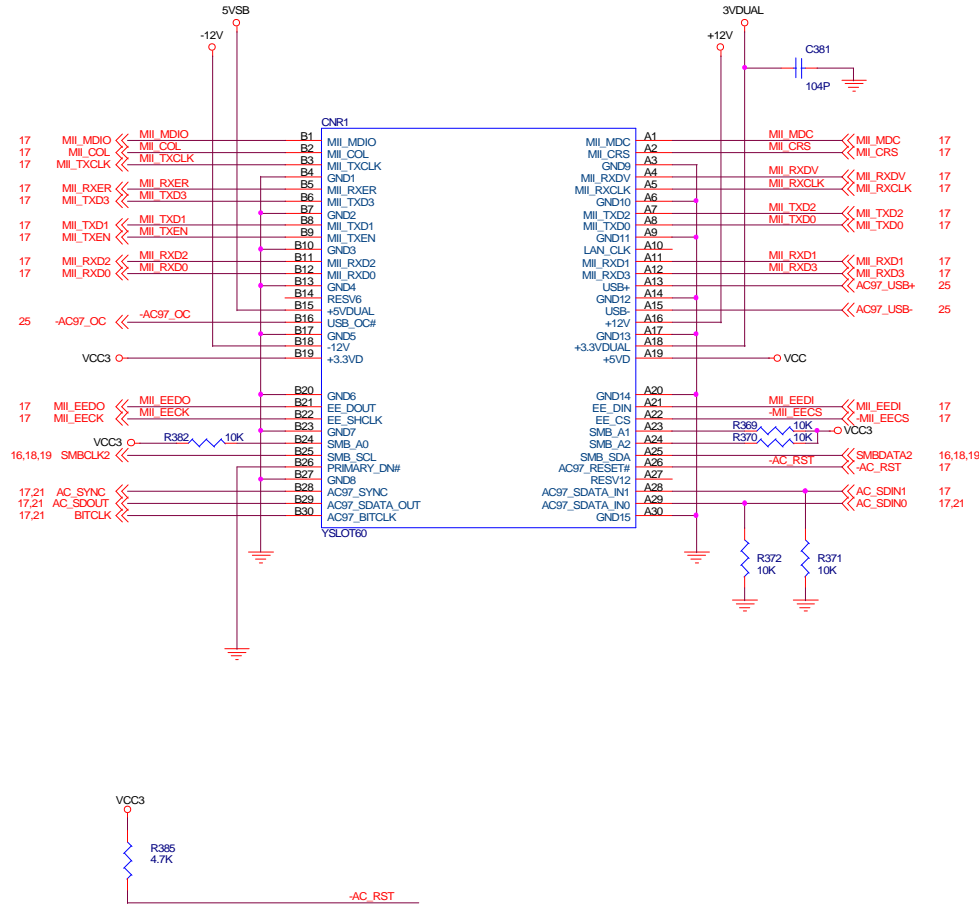 5VSB 3VDUAL
-12V +12V
C381
104P
CNR1
17 MII_MDIO MII_MDIO B1 MII_MDIO MII_MDC A1 MII_MDC MII_MDC 17
17 MII_COL MII_COL B2 MII_COL MII_CRS A2 MII_CRS MII_CRS 17
17 MII_TXCLK MII_TXCLK B3 MII_TXCLK GND9 A3
B4 GND1 MII_RXDV A4 MII_RXDV MII_RXDV 17
17 MII_RXER MII_RXER B5 MII_RXER MII_RXCLK A5 MII_RXCLK MII_RXCLK 17
17 MII_TXD3 MII_TXD3 B6 MII_TXD3 GND10 A6
B7 GND2 MII_TXD2 A7 MII_TXD2 MII_TXD2 17
17 MII_TXD1 MII_TXD1 B8 MII_TXD1 MII_TXD0 A8 MII_TXD0 MII_TXD0 17
17 MII_TXEN MII_TXEN B9 MII_TXEN GND11 A9
B10 GND3 LAN_CLK A10
17 MII_RXD2 MII_RXD2 B11 MII_RXD2 MII_RXD1 A11 MII_RXD1 MII_RXD1 17
17 MII_RXD0 MII_RXD0 B12 MII_RXD0 MII_RXD3 A12 MII_RXD3 MII_RXD3 17
B13 GND4 USB+ A13 AC97_USB+ 25
B14 RESV6 GND12 A14
B15 +5VDUAL USB- A15 AC97_USB- 25
25 -AC97_OC -AC97_OC B16 USB_OC# +12V A16
B17 GND5 GND13 A17
B18 -12V +3.3VDUAL A18
VCC3 B19 +3.3VD +5VD A19 VCC
B20 GND6 GND14 A20
17 MII_EEDO MII_EEDO B21 EE_DOUT EE_DIN A21 MII_EEDI MII_EEDI 17
17 MII_EECK MII_EECK B22 EE_SHCLK EE_CS A22 -MII_EECS -MII_EECS 17
B23 GND7 SMB_A1 A23 R369 10K VCC3
VCC3 R382 10K B24 SMB_A0 SMB_A2 A24 R370 10K
16,18,19 SMBCLK2 B25 SMB_SCL SMB_SDA A25 SMBDATA2 16,18,19
B26 PRIMARY_DN# AC97_RESET# A26 -AC_RST -AC_RST 17
B27 GND8 RESV12 A27
17,21 AC_SYNC B28 AC97_SYNC AC97_SDATA_IN1 A28 AC_SDIN1 17
17,21 AC_SDOUT B29 AC97_SDATA_OUT AC97_SDATA_IN0 A29 AC_SDIN0 17,21
17,21 BITCLK B30 AC97_BITCLK GND15 A30
YSLOT60
R372 R371
10K 10K
VCC3
R385
4.7K
-AC_RST